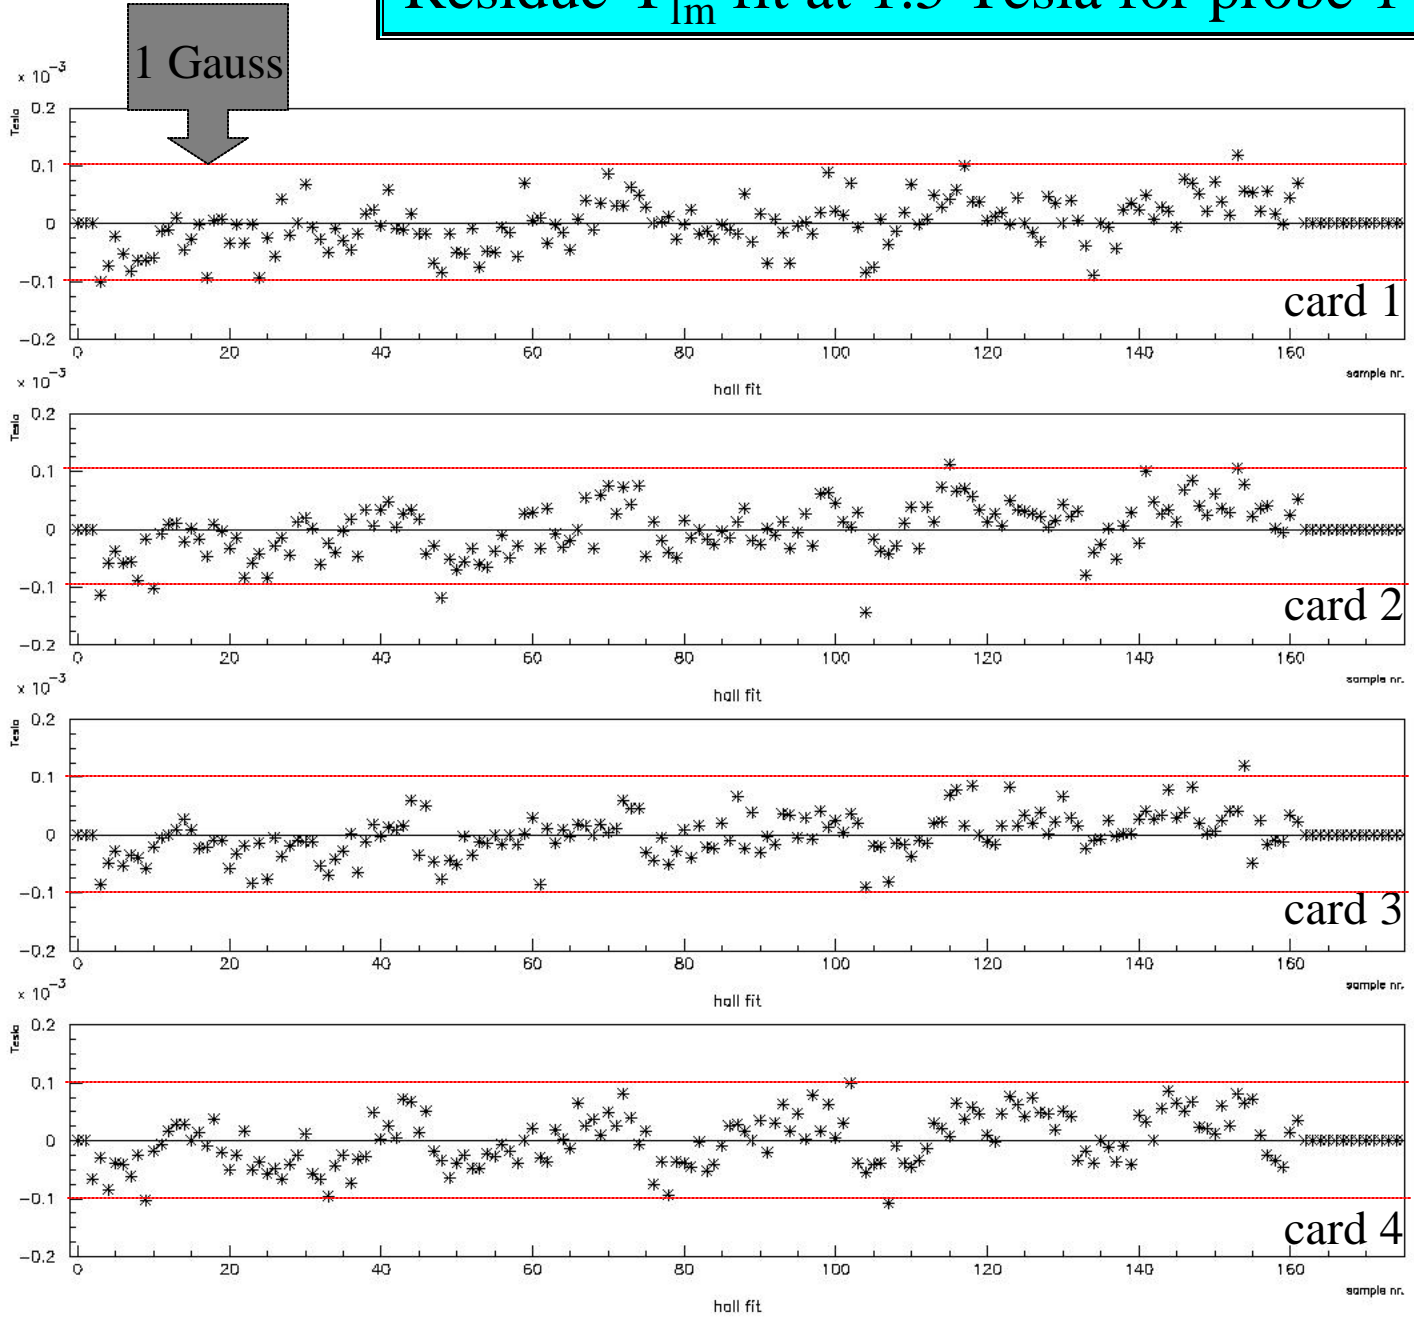 Residue Y_lm fit at 1.5 Tesla for probe 1
1 Gauss
× 10^-3
Tesla
0.2
0.1
0
−0.1
−0.2
0 20 40 60 80 100 120 140 160
card 1
sample nr.
hall fit
× 10^-3
Tesla
0.2
0.1
0
−0.1
−0.2
0 20 40 60 80 100 120 140 160
card 2
sample nr.
hall fit
× 10^-3
Tesla
0.2
0.1
0
−0.1
−0.2
0 20 40 60 80 100 120 140 160
card 3
sample nr.
hall fit
× 10^-3
Tesla
0.2
0.1
0
−0.1
−0.2
0 20 40 60 80 100 120 140 160
card 4
sample nr.
hall fit